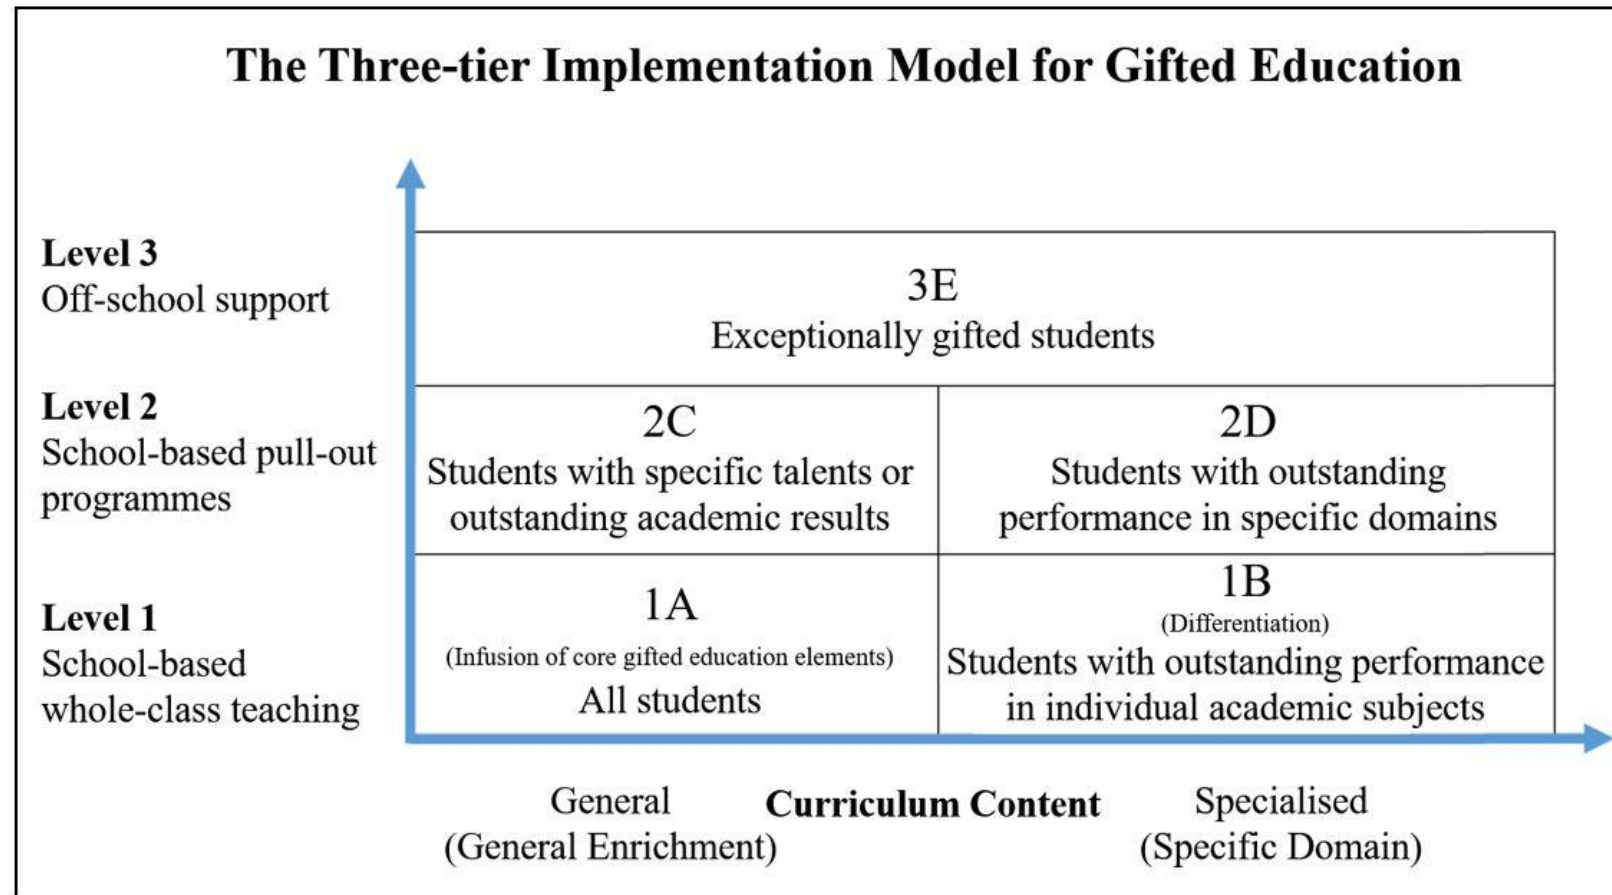 The Three-tier Implementation Model for Gifted Education
Level 3
Off-school support
3E
Exceptionally gifted students
Level 2
School-based pull-out
programmes
2C
Students with specific talents or
outstanding academic results
2D
Students with outstanding
performance in specific domains
Level 1
School-based
whole-class teaching
1A
(Infusion of core gifted education elements)
All students
1B
(Differentiation)
Students with outstanding performance
in individual academic subjects
General
(General Enrichment)
Curriculum Content
Specialised
(Specific Domain)